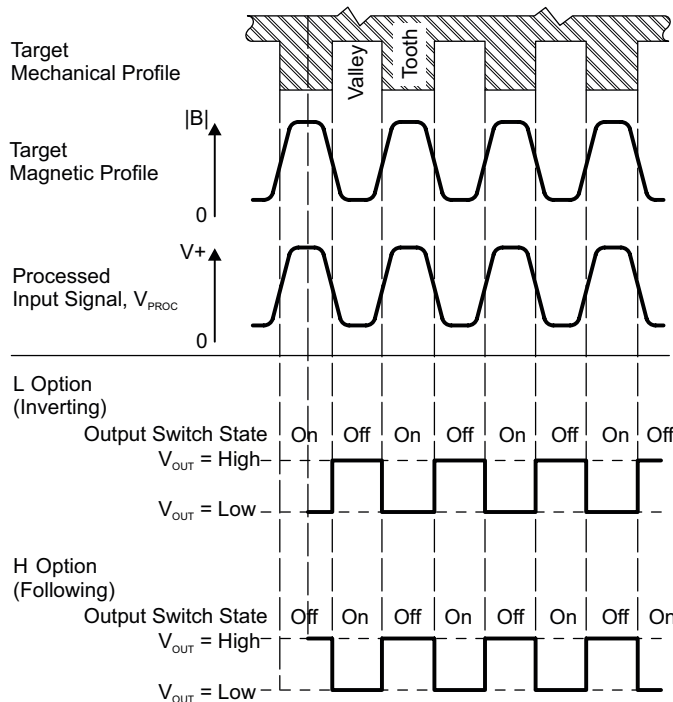 Target
Mechanical Profile
Valley
Tooth
|B|
Target
Magnetic Profile
0
V+
Processed
Input Signal, VPROC
0
L Option
(Inverting)
Output Switch State On Off On Off On Off On Off
VOUT = High
VOUT = Low
H Option
(Following)
Output Switch State Off On Off On Off On Off On
VOUT = High
VOUT = Low